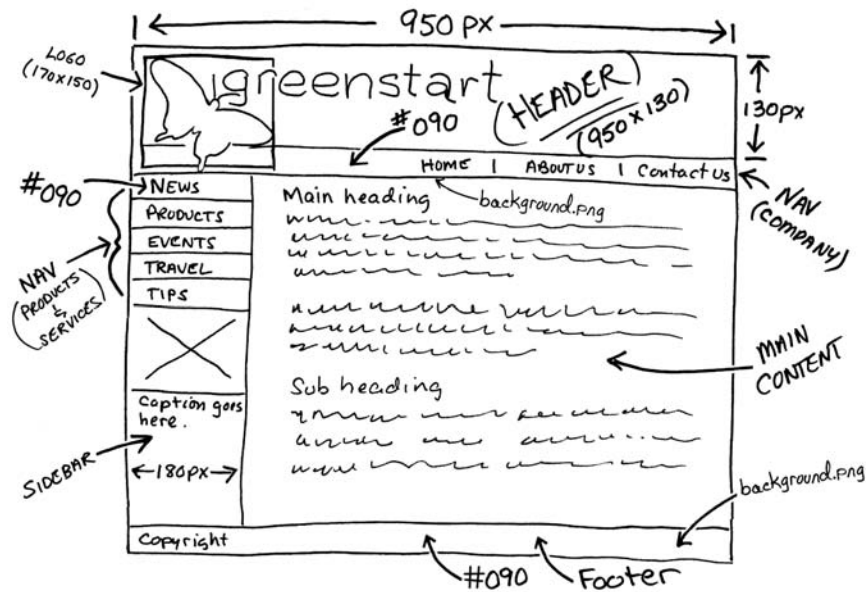 950 px
LOGO
(170x150)
greenstart
(HEADER)
(950 x 130)
130px
#090
HOME | ABOUT US | Contact Us
#090
NEWS
PRODUCTS
EVENTS
TRAVEL
TIPS
NAV
(PRODUCTS
&
SERVICES)
background.png
NAV
(COMPANY)
Main heading
MAIN
CONTENT
Sub heading
Caption goes
here.
SIDEBAR
180px
background.png
Copyright
#090
Footer